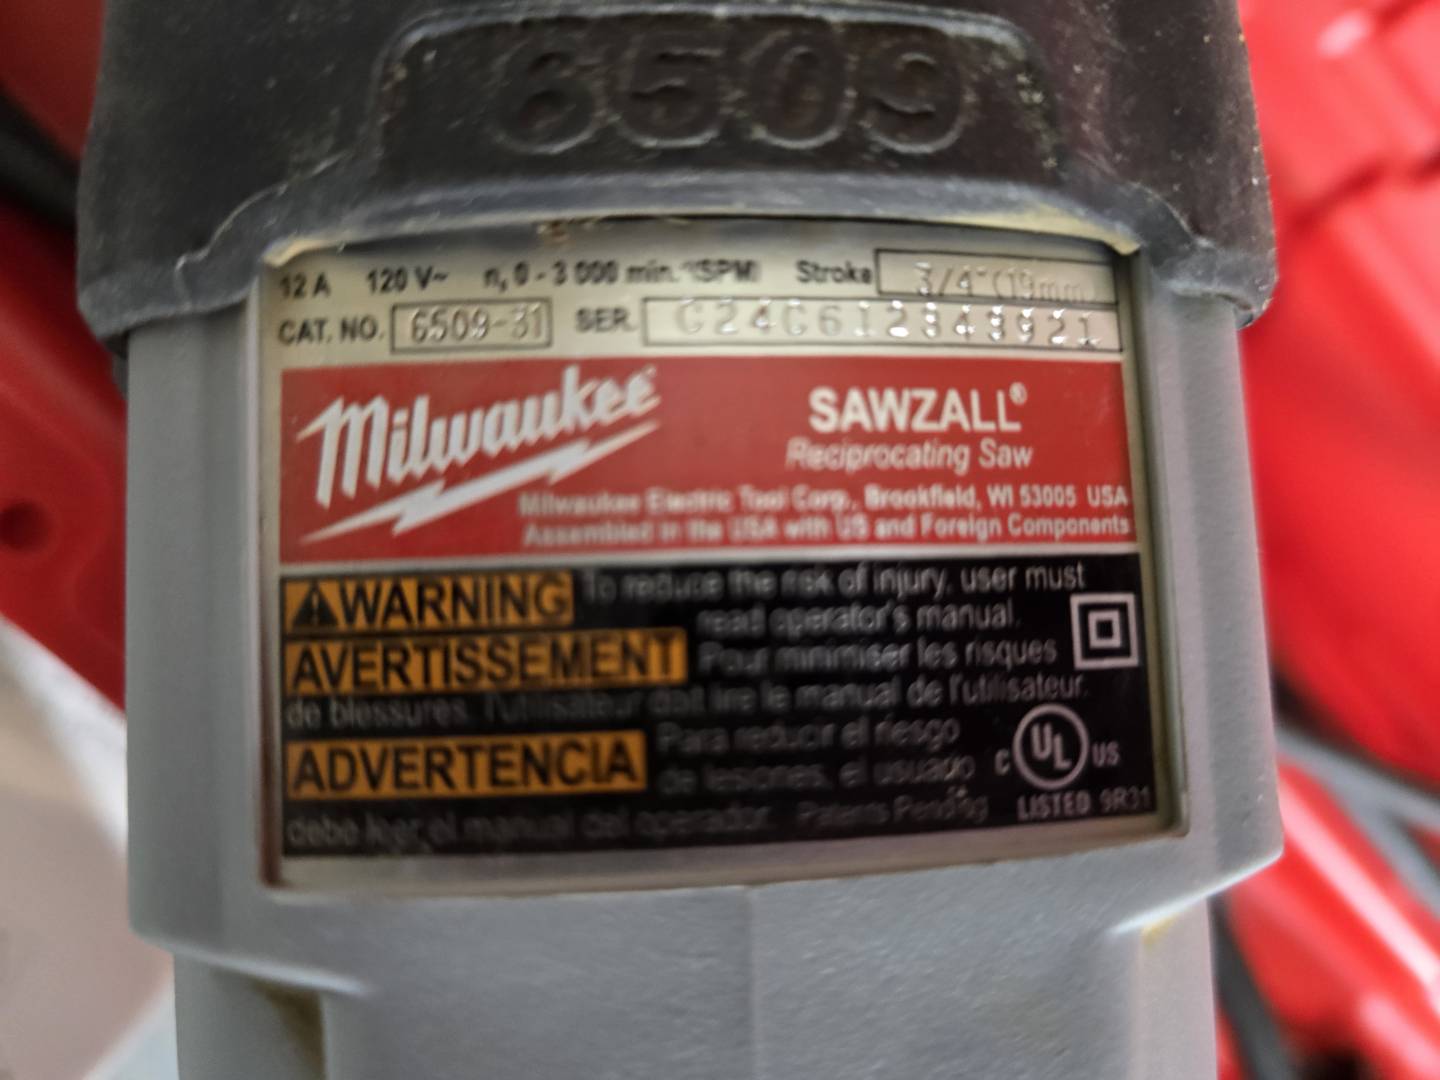 6509
12 A 120 V~ n, 0 - 3 000 min.⁻¹(SPM) Stroke 3/4"(19mm)
CAT. NO. 6509-31 SER. C24C612343921
Milwaukee
SAWZALL®
Reciprocating Saw
Milwaukee Electric Tool Corp., Brookfield, WI 53005 USA
Assembled in the USA with US and Foreign Components
WARNING To reduce the risk of injury, user must
read operator's manual.
AVERTISSEMENT Pour minimiser les risques
de blessures, l'utilisateur doit lire le manual de l'utilisateur.
ADVERTENCIA Para reducir el riesgo
de lesiones, el usuario
debe leer el manual del operador. Patents Pending
C UL US
LISTED 9R31